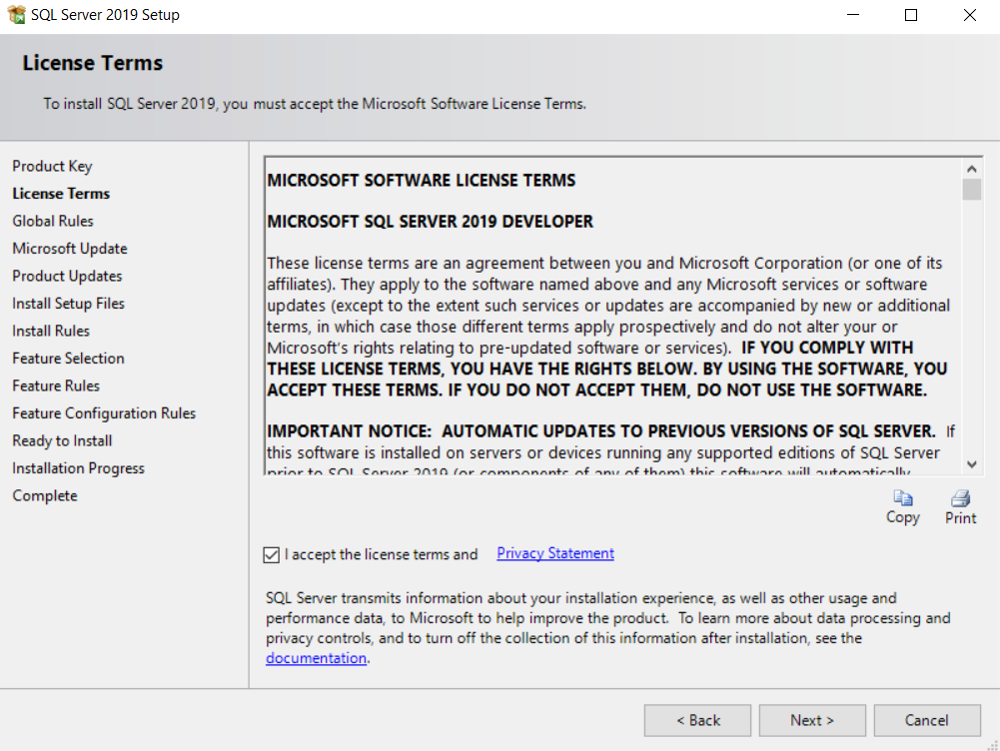 SQL Server 2019 Setup
License Terms
To install SQL Server 2019, you must accept the Microsoft Software License Terms.
Product Key
License Terms
Global Rules
Microsoft Update
Product Updates
Install Setup Files
Install Rules
Feature Selection
Feature Rules
Feature Configuration Rules
Ready to Install
Installation Progress
Complete
MICROSOFT SOFTWARE LICENSE TERMS
MICROSOFT SQL SERVER 2019 DEVELOPER
These license terms are an agreement between you and Microsoft Corporation (or one of its
affiliates). They apply to the software named above and any Microsoft services or software
updates (except to the extent such services or updates are accompanied by new or additional
terms, in which case those different terms apply prospectively and do not alter your or
Microsoft's rights relating to pre-updated software or services).  IF YOU COMPLY WITH
THESE LICENSE TERMS, YOU HAVE THE RIGHTS BELOW. BY USING THE SOFTWARE, YOU
ACCEPT THESE TERMS. IF YOU DO NOT ACCEPT THEM, DO NOT USE THE SOFTWARE.
IMPORTANT NOTICE:  AUTOMATIC UPDATES TO PREVIOUS VERSIONS OF SQL SERVER.  If
this software is installed on servers or devices running any supported editions of SQL Server
prior to SQL Server 2019 (or components of any of them) this software will automatically
Copy
Print
I accept the license terms and Privacy Statement
SQL Server transmits information about your installation experience, as well as other usage and
performance data, to Microsoft to help improve the product.  To learn more about data processing and
privacy controls, and to turn off the collection of this information after installation, see the
documentation.
< Back
Next >
Cancel